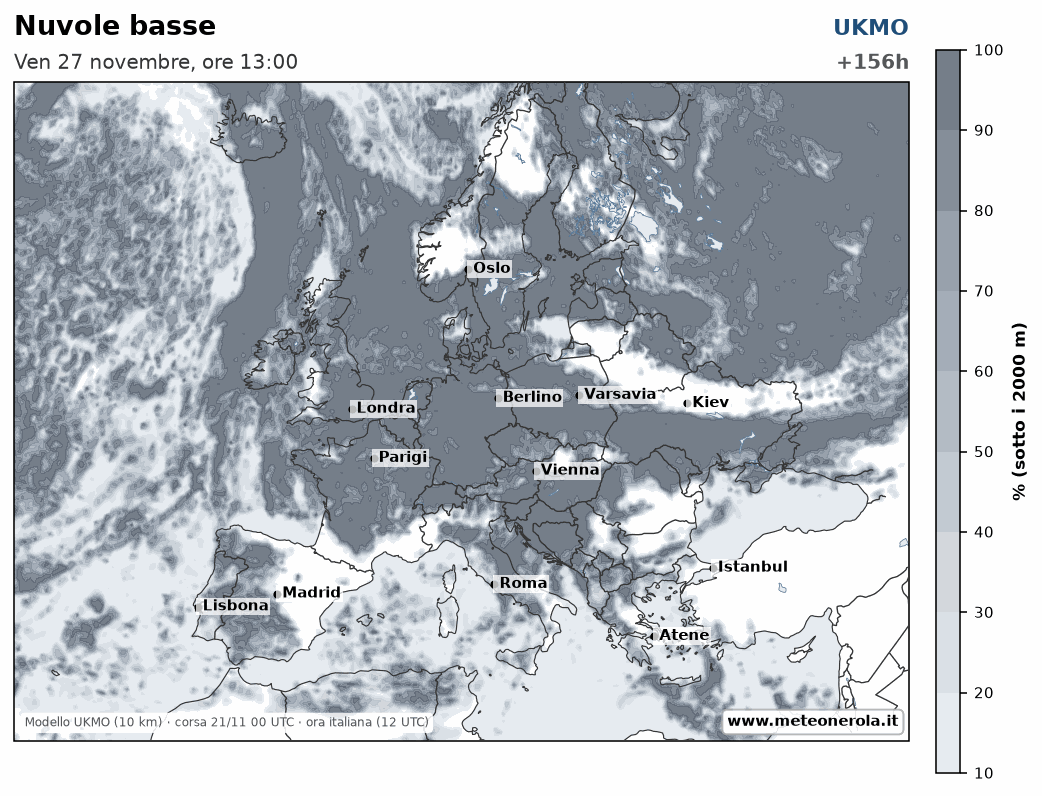 Nuvole basse
UKMO
Ven 27 novembre, ore 13:00
+156h
100
90
80
70
60
50
40
30
20
10
% (sotto i 2000 m)
Oslo
Londra
Berlino
Varsavia
Kiev
Parigi
Vienna
Istanbul
Madrid
Roma
Lisbona
Atene
Modello UKMO (10 km) · corsa 21/11 00 UTC · ora italiana (12 UTC)
www.meteonerola.it